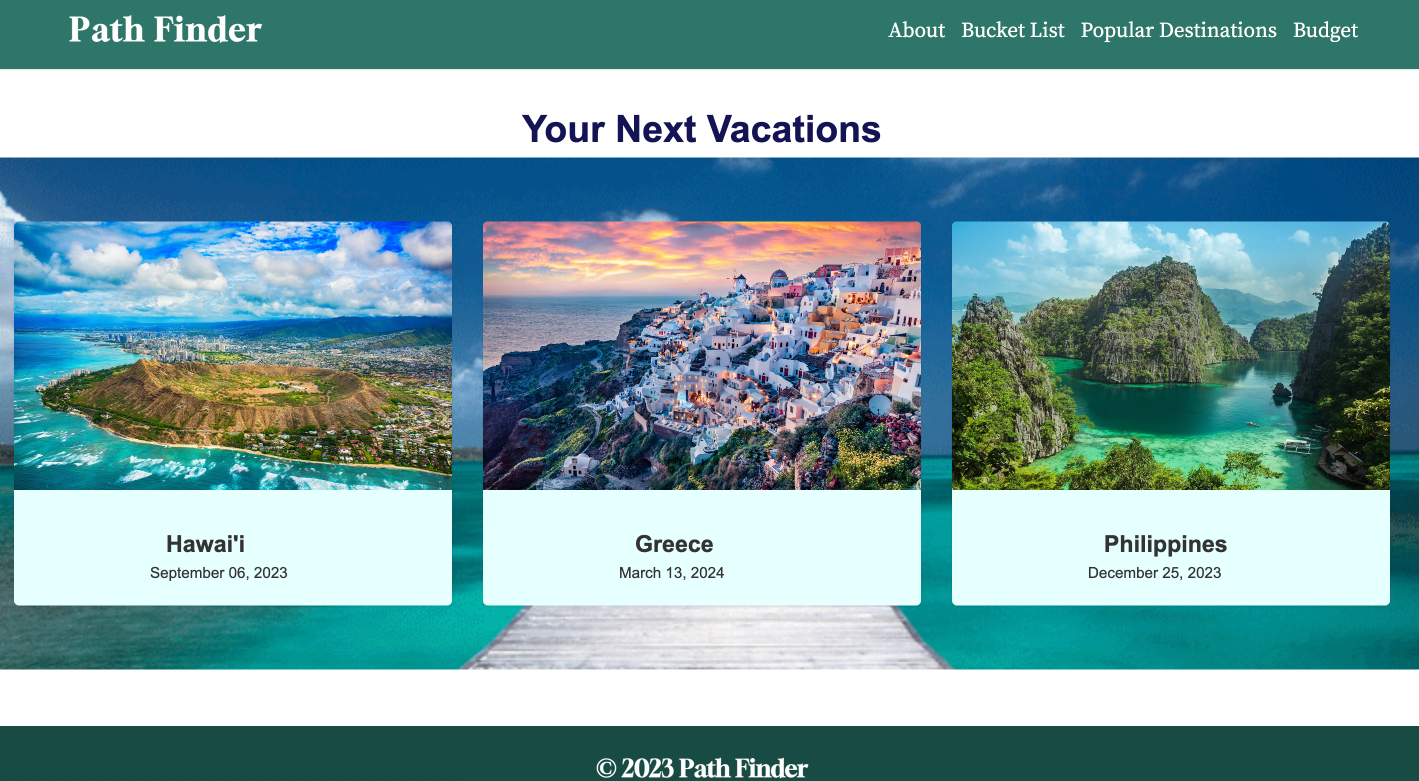 Path Finder
About Bucket List Popular Destinations Budget
Your Next Vacations
Hawai'i
September 06, 2023
Greece
March 13, 2024
Philippines
December 25, 2023
© 2023 Path Finder